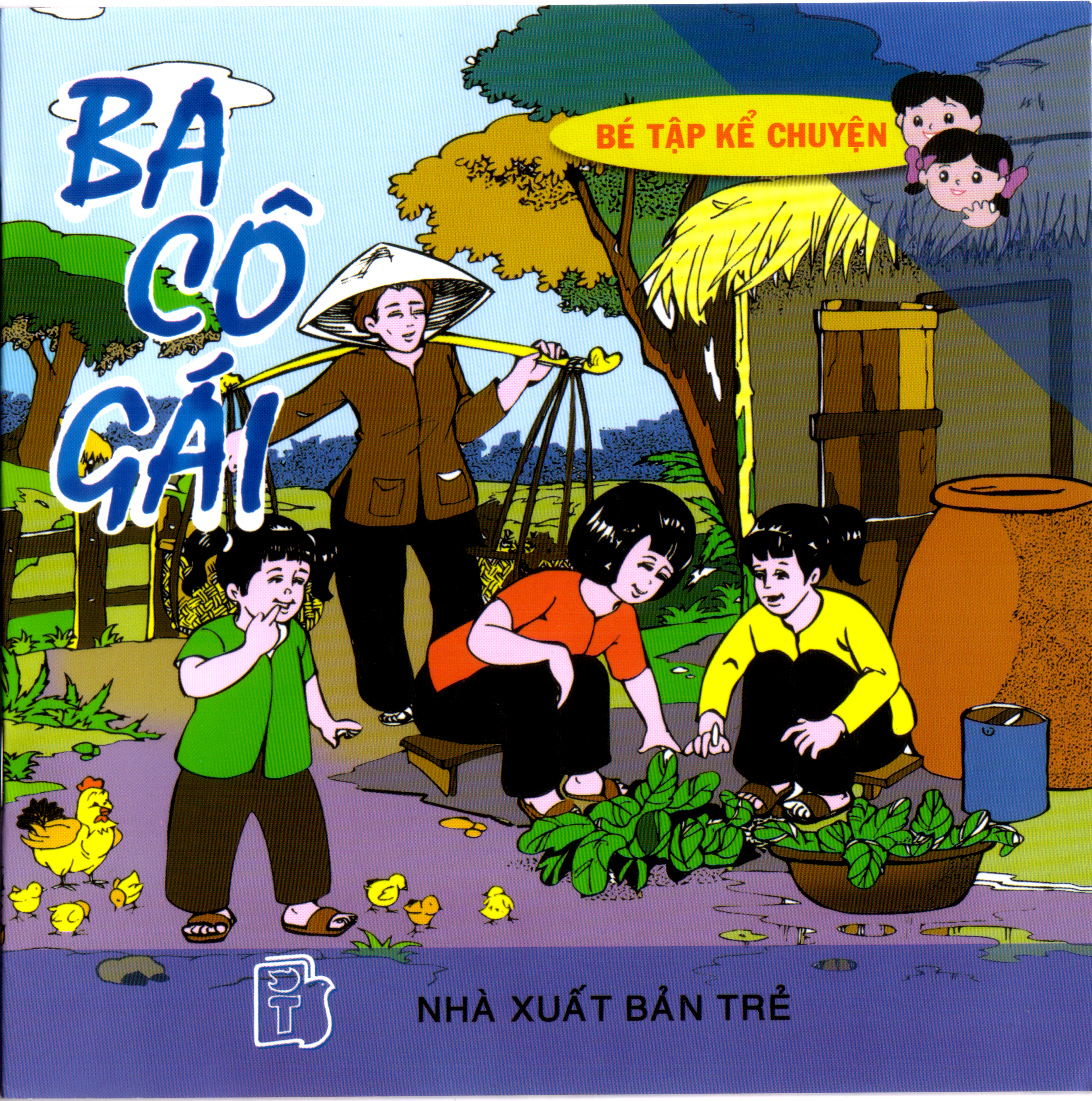 BA
CÔ
GÁI
BÉ TẬP KỂ CHUYỆN
T
NHÀ XUẤT BẢN TRẺ